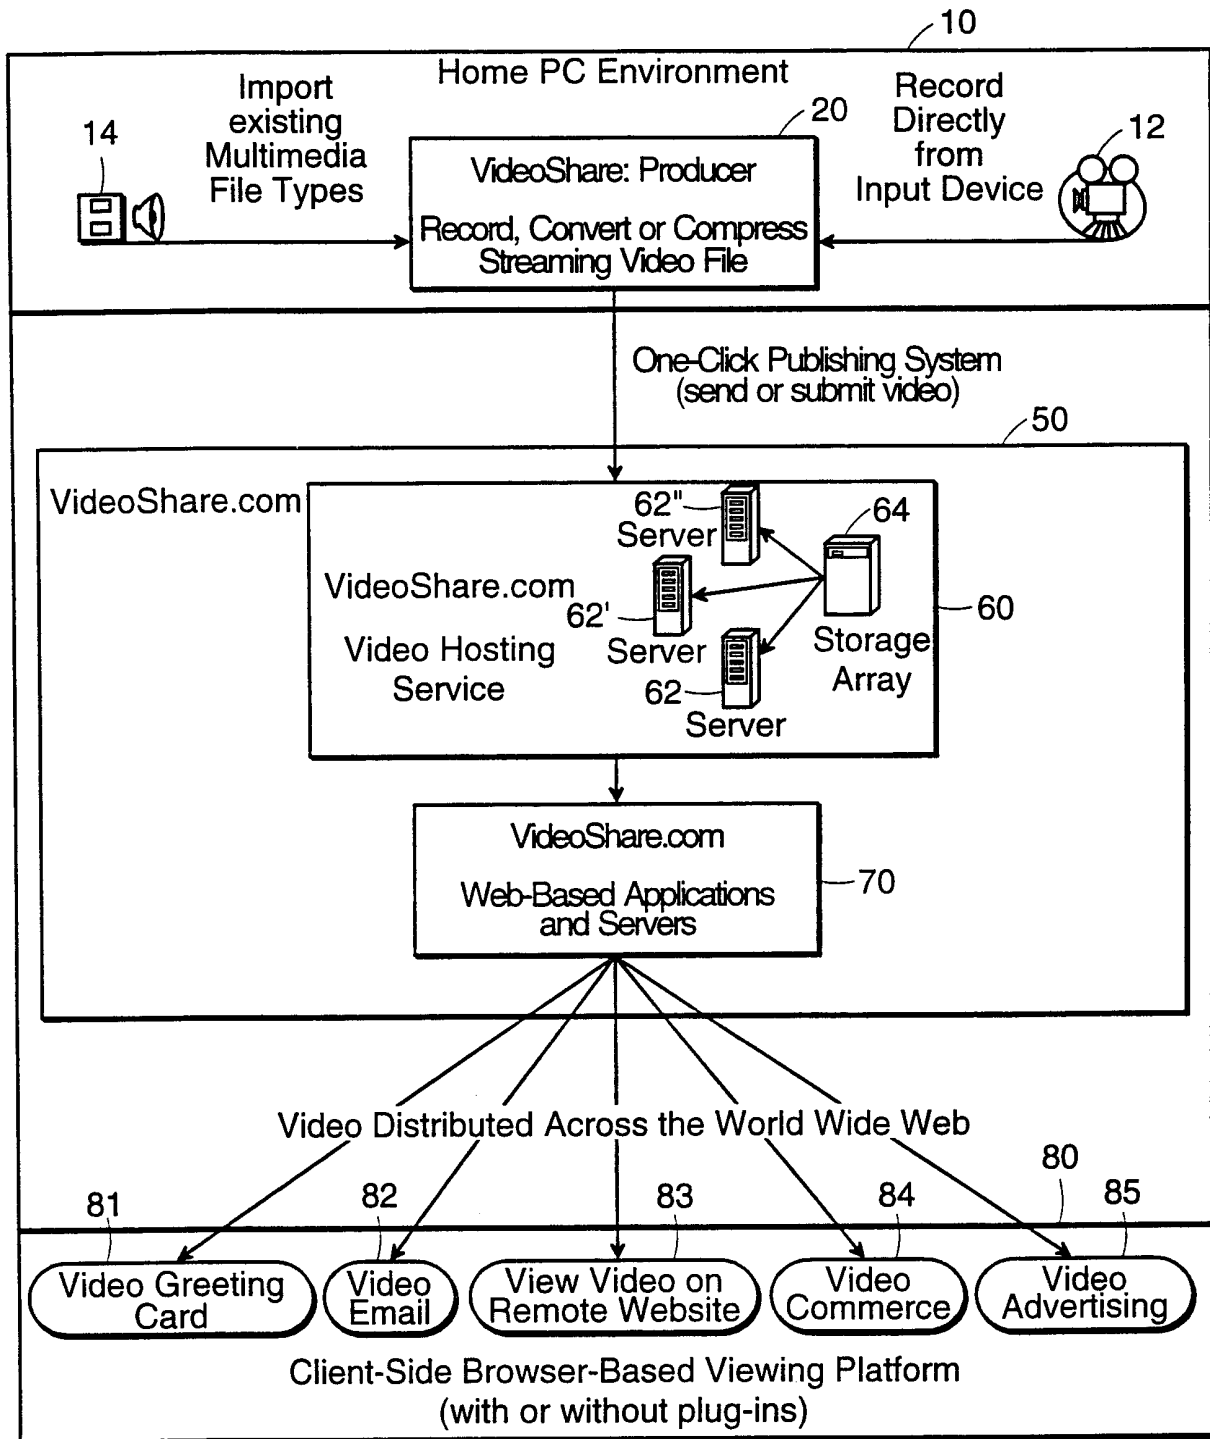 10
Home PC Environment
Import
existing
Multimedia
File Types
14
20
VideoShare: Producer
Record, Convert or Compress
Streaming Video File
Record
Directly
from
Input Device
12
One-Click Publishing System
(send or submit video)
50
VideoShare.com
VideoShare.com
Video Hosting
Service
62"
Server
62'
Server
62
Server
64
Storage
Array
60
VideoShare.com
Web-Based Applications
and Servers
70
Video Distributed Across the World Wide Web
80
81
82
83
84
85
Video Greeting
Card
Video
Email
View Video on
Remote Website
Video
Commerce
Video
Advertising
Client-Side Browser-Based Viewing Platform
(with or without plug-ins)